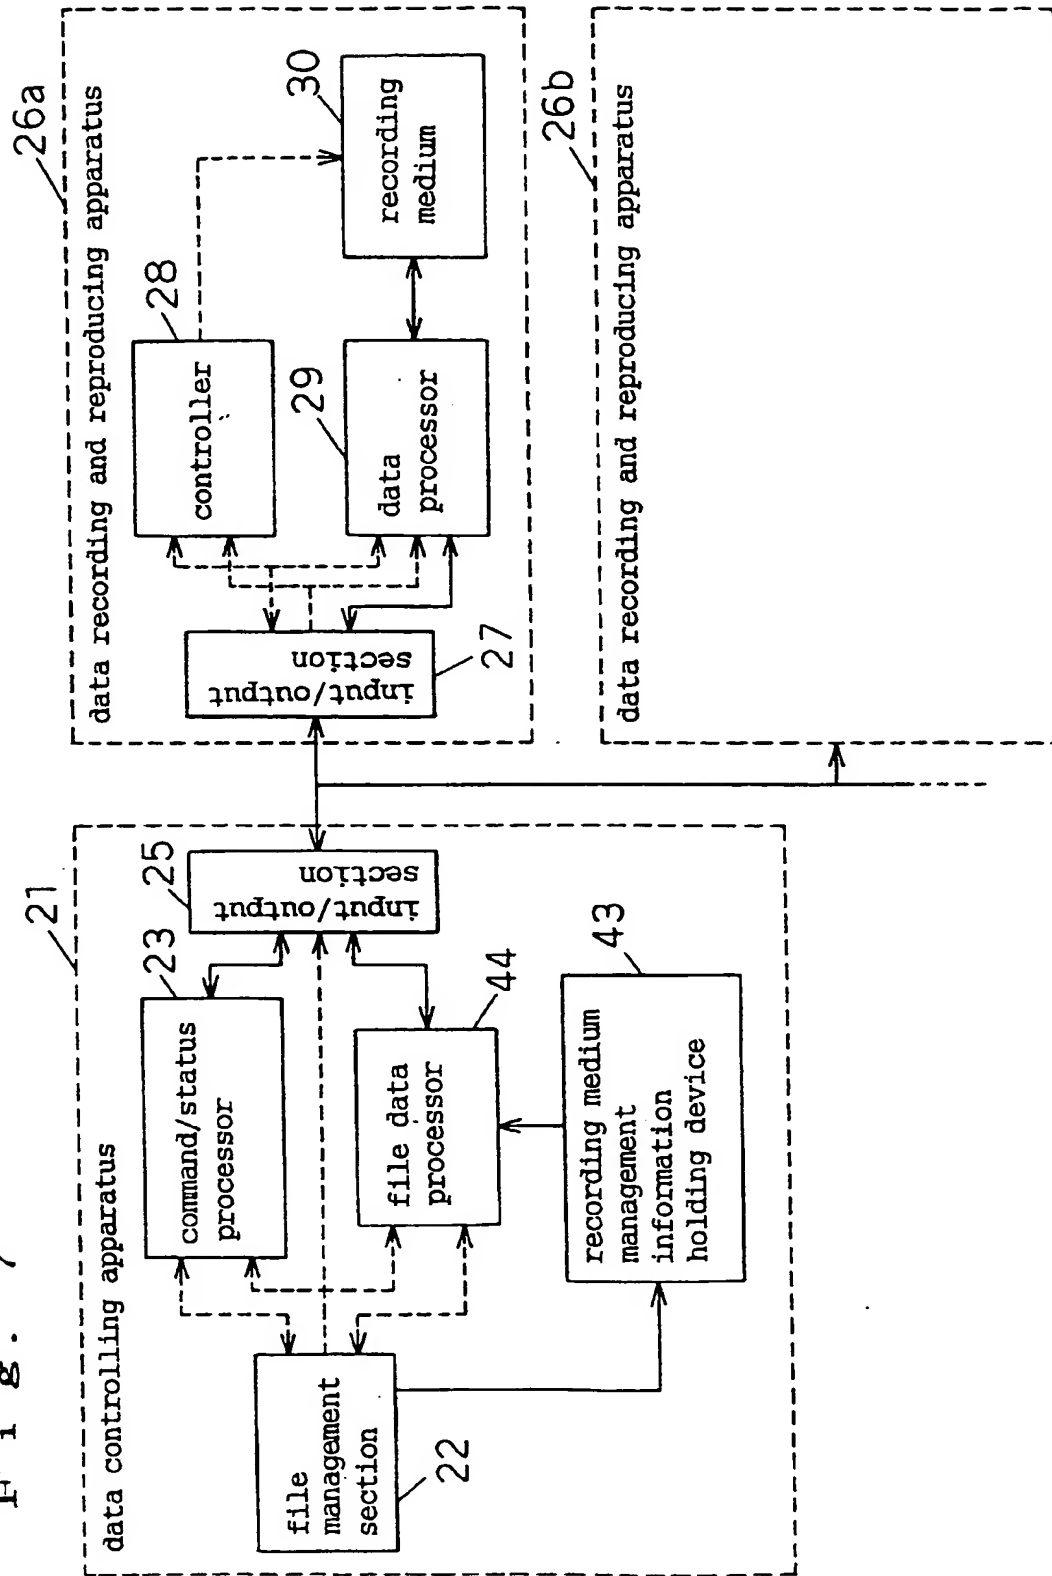 Fig. 7
21
data controlling apparatus
file
management
section
22
23
command/status
processor
25
input/output
section
file data
processor
44
recording medium
management
information
holding device
43
26a
data recording and reproducing apparatus
input/output
section
27
controller
28
29
data
processor
30
recording
medium
26b
data recording and reproducing apparatus